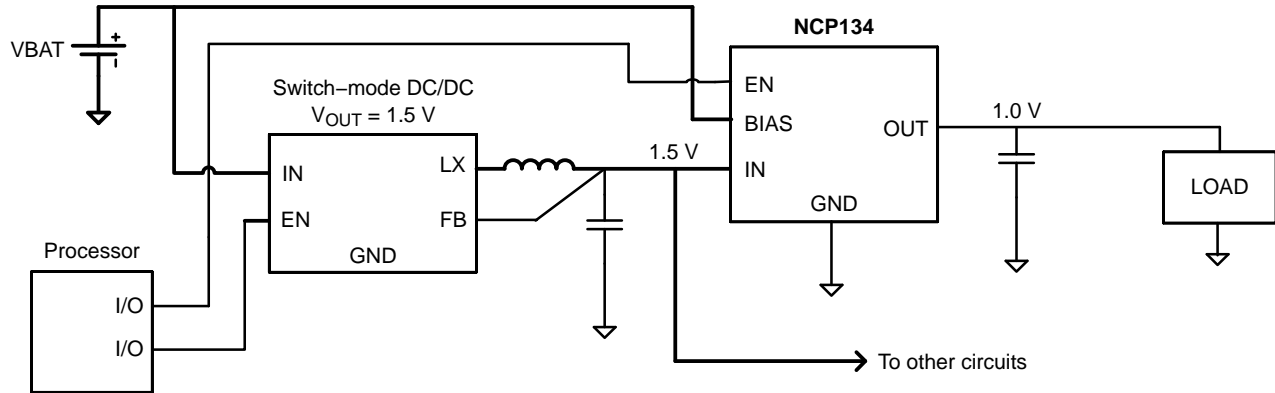 NCP134
VBAT
+
−
Switch−mode DC/DC
VOUT = 1.5 V
EN
BIAS
IN
OUT
GND
1.0 V
LOAD
IN
EN
LX
FB
GND
1.5 V
Processor
I/O
I/O
To other circuits